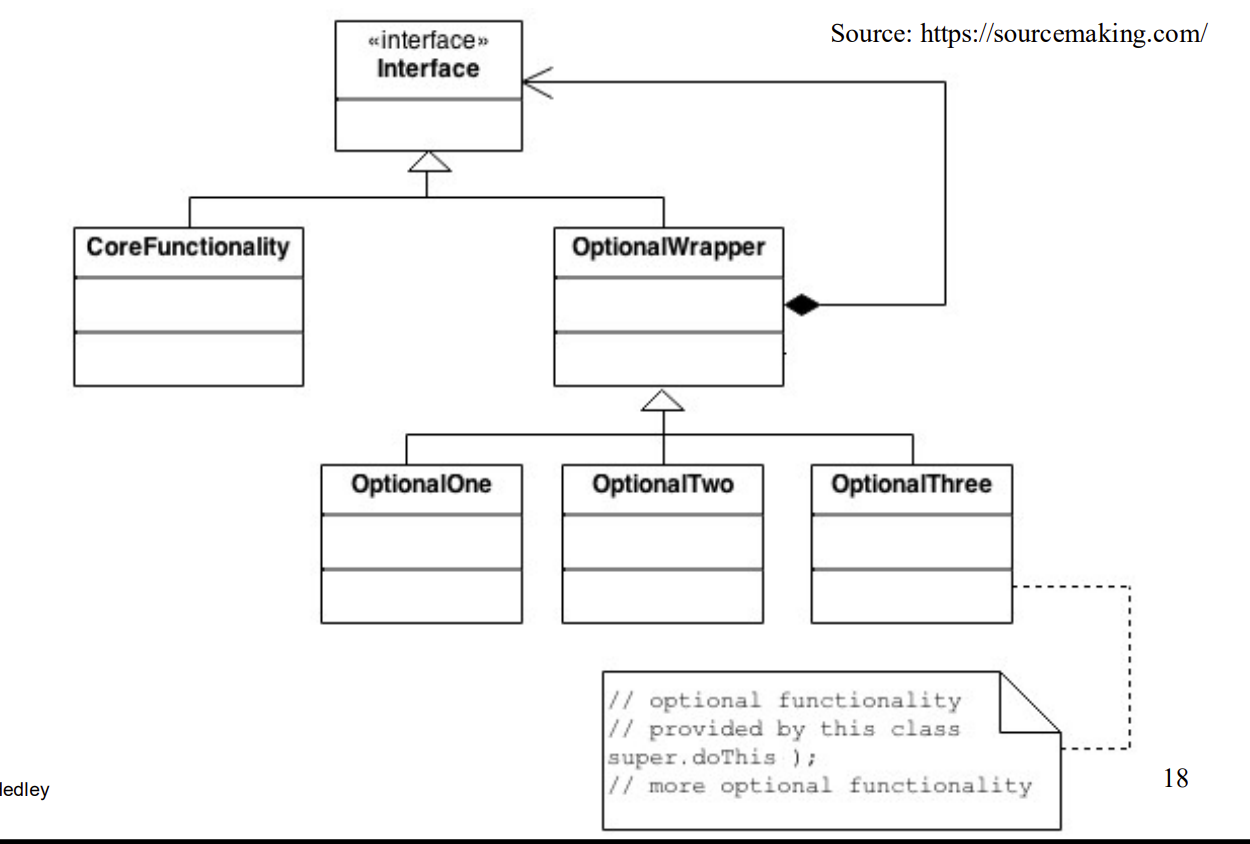 Source: https://sourcemaking.com/
«interface»
Interface
CoreFunctionality
OptionalWrapper
OptionalOne
OptionalTwo
OptionalThree
// optional functionality
// provided by this class
super.doThis );
// more optional functionality
18